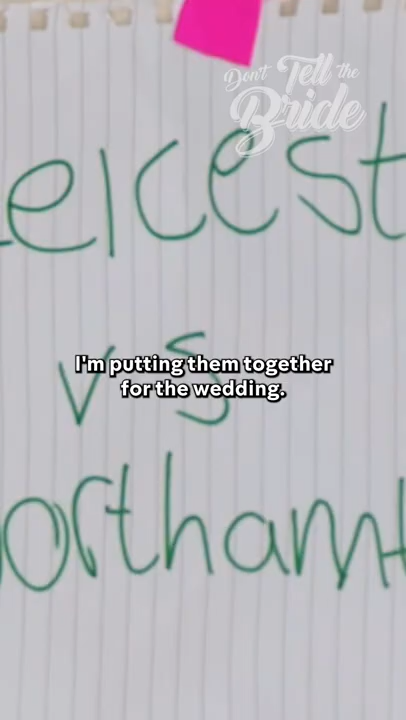 Don't Tell the
Bride
eicest
vs
I'm putting them together
for the wedding.
orthamt